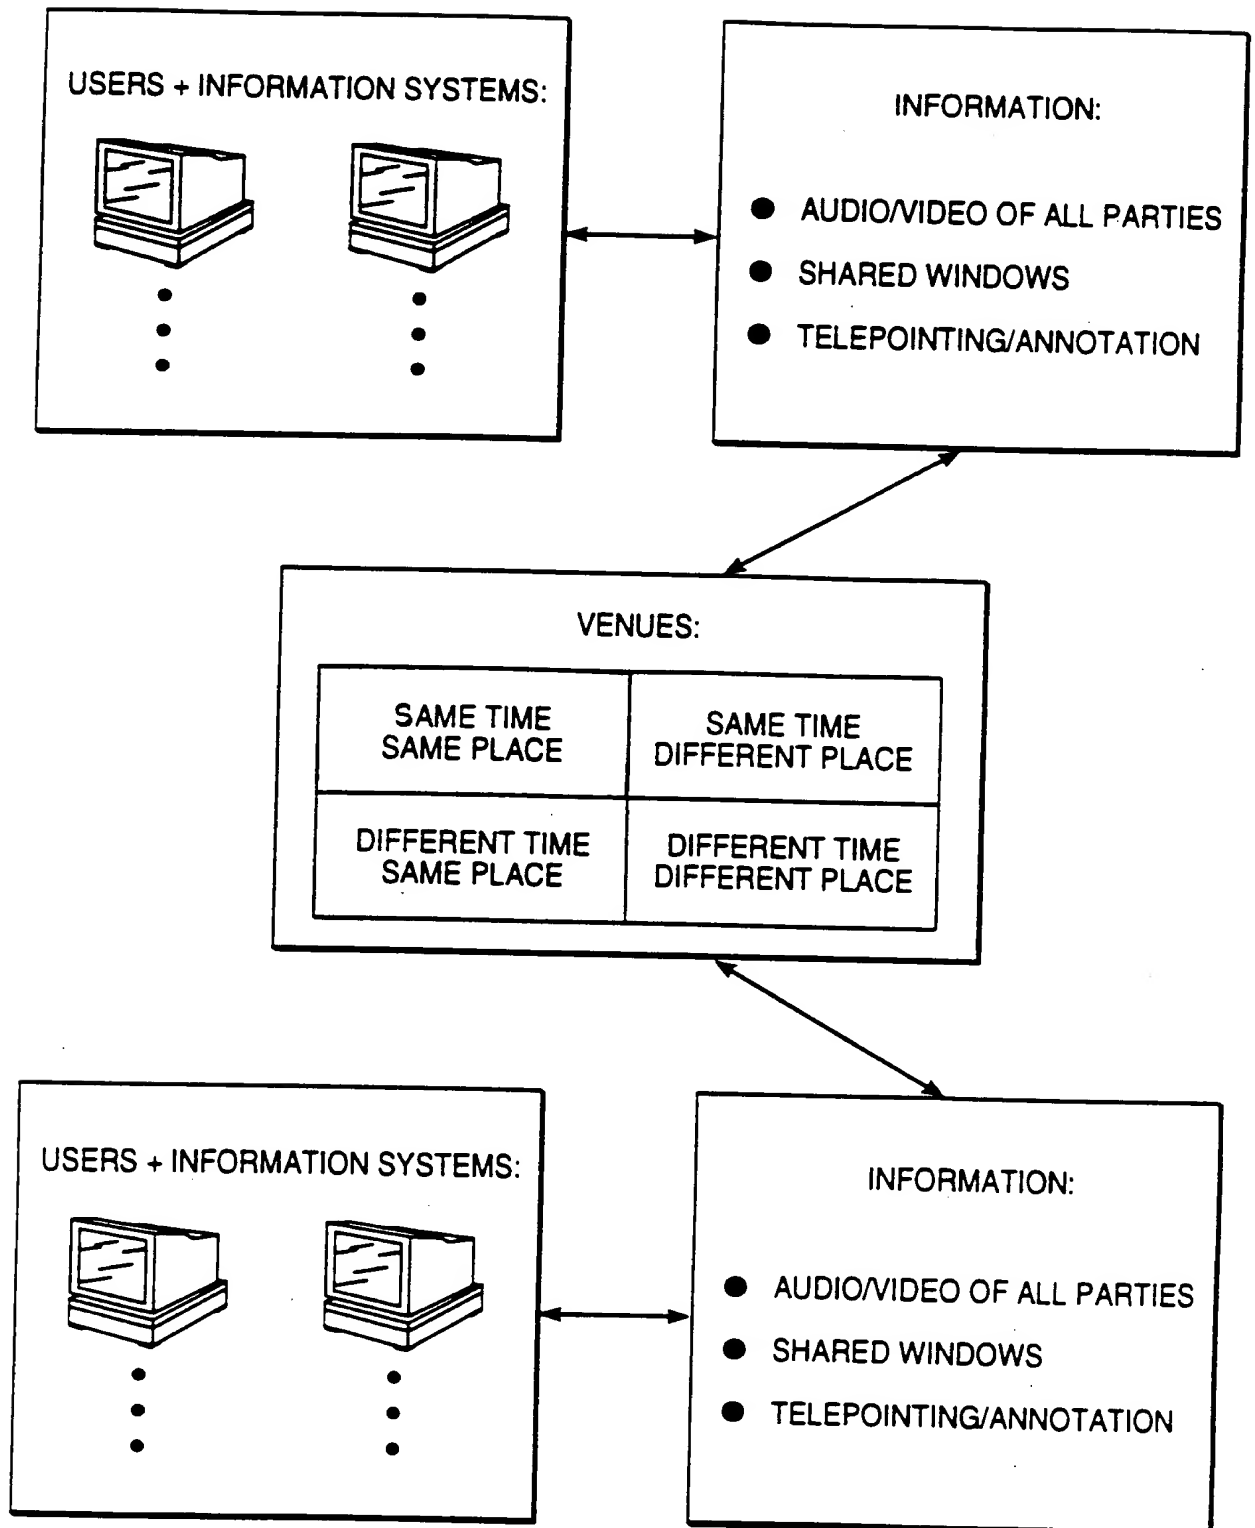 USERS + INFORMATION SYSTEMS:
INFORMATION:
● AUDIO/VIDEO OF ALL PARTIES
● SHARED WINDOWS
● TELEPOINTING/ANNOTATION
VENUES:
SAME TIME
SAME PLACE
SAME TIME
DIFFERENT PLACE
DIFFERENT TIME
SAME PLACE
DIFFERENT TIME
DIFFERENT PLACE
USERS + INFORMATION SYSTEMS:
INFORMATION:
● AUDIO/VIDEO OF ALL PARTIES
● SHARED WINDOWS
● TELEPOINTING/ANNOTATION